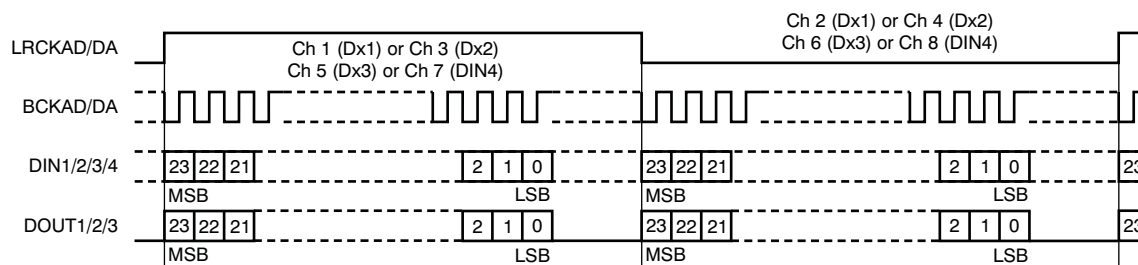 Ch 2 (Dx1) or Ch 4 (Dx2)
LRCKAD/DA Ch 1 (Dx1) or Ch 3 (Dx2) Ch 6 (Dx3) or Ch 8 (DIN4)
Ch 5 (Dx3) or Ch 7 (DIN4)
BCKAD/DA
DIN1/2/3/4 23 22 21 2 1 0 23 22 21 2 1 0 23
MSB LSB MSB LSB
DOUT1/2/3 23 22 21 2 1 0 23 22 21 2 1 0 23
MSB LSB MSB LSB